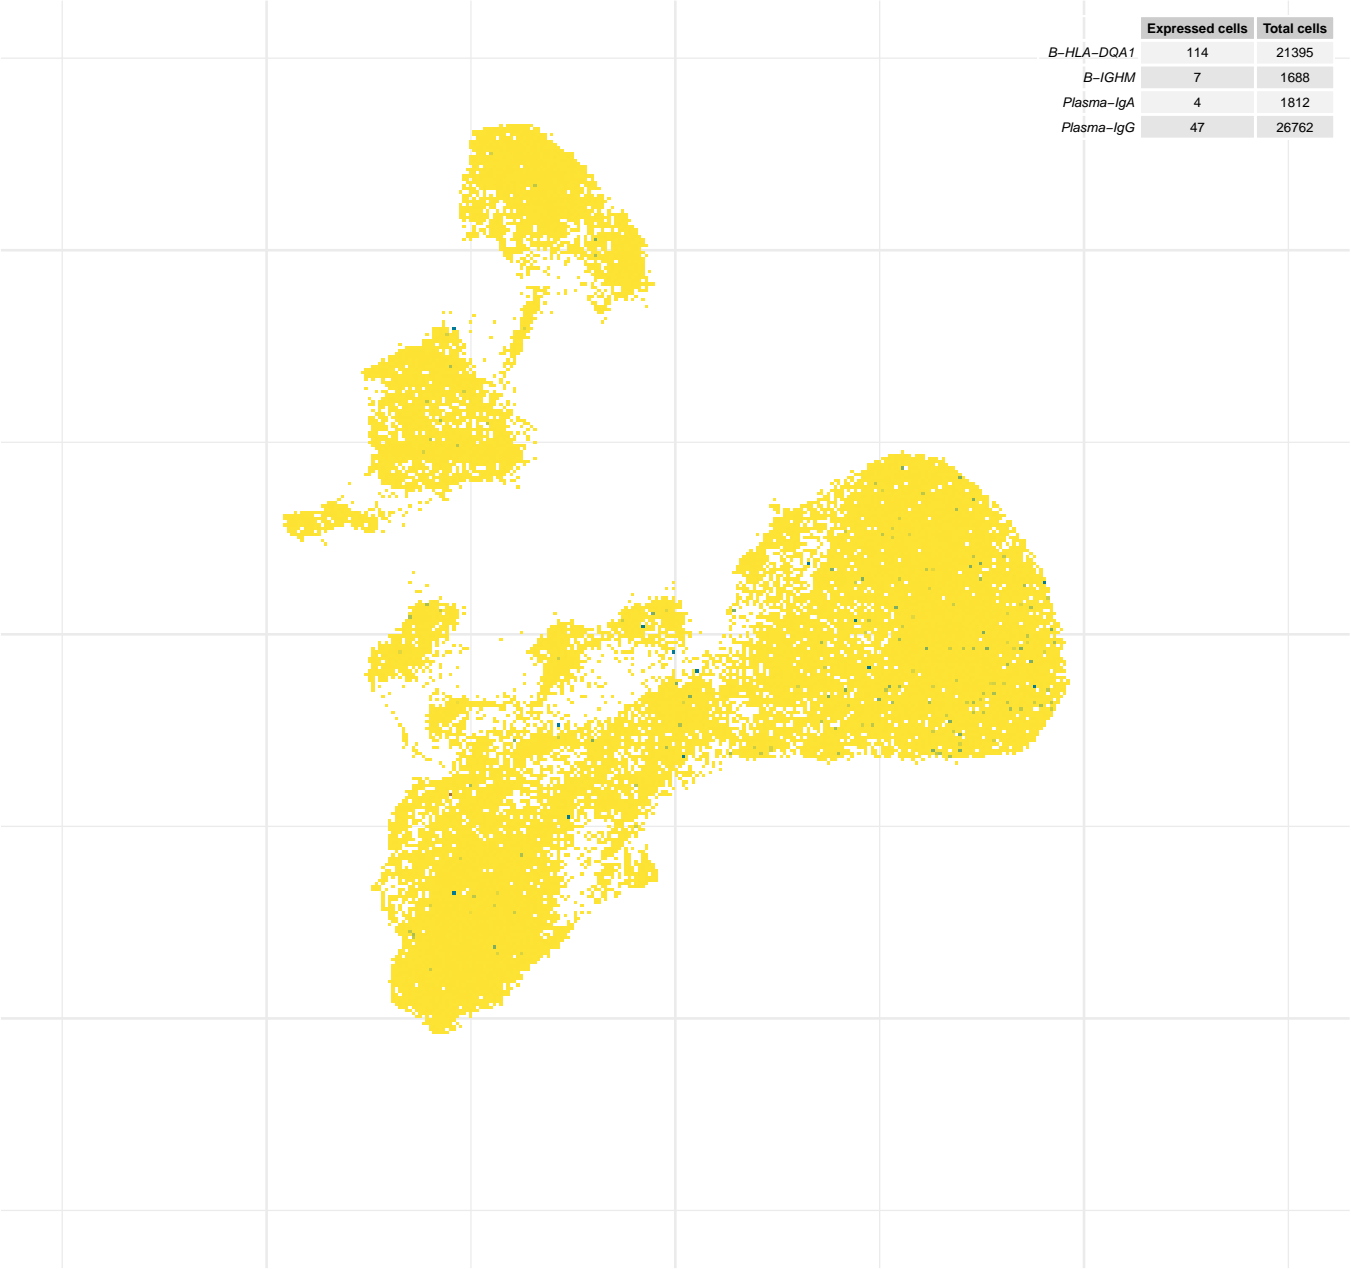 Expressed cells Total cells
B−HLA−DQA1 114 21395
B−IGHM 7 1688
Plasma−IgA 4 1812
Plasma−IgG 47 26762